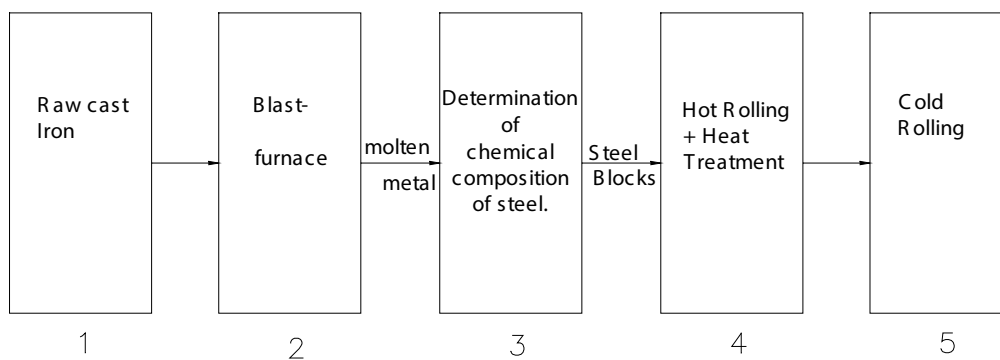 Raw cast
Iron
Blast-
furnace
molten
metal
Determination
of
chemical
composition
of steel.
Steel
Blocks
Hot Rolling
+ Heat
Treatment
Cold
Rolling
1
2
3
4
5